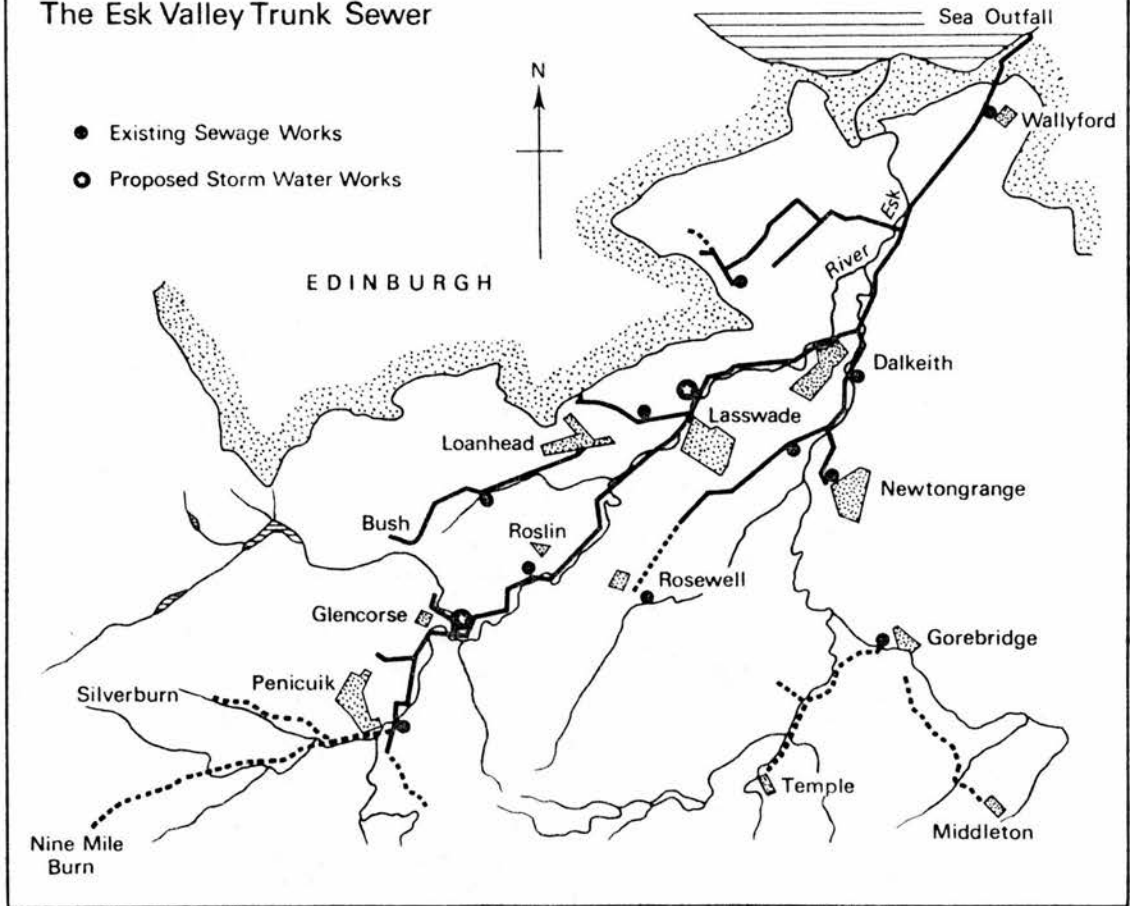 The Esk Valley Trunk Sewer
Sea Outfall
N
Existing Sewage Works
Proposed Storm Water Works
Wallyford
River Esk
EDINBURGH
Dalkeith
Lasswade
Loanhead
Newtongrange
Bush
Roslin
Rosewell
Glencorse
Gorebridge
Penicuik
Silverburn
Temple
Middleton
Nine Mile
Burn